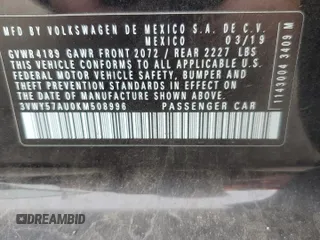 MFD BY VOLKSWAGEN DE MEXICO S.A. DE C.V.
MEXICO 03/19
GVWR4189 GAWR FRONT 2072 / REAR 2227 LBS
THIS VEHICLE CONFORMS TO ALL APPLICABLE
FEDERAL MOTOR VEHICLE SAFETY, BUMPER AND
THEFT PREVENTION STANDARDS IN EFFECT ON
DATE OF MANUFACTURE SHOWN ABOVE.
3VWY57AU0KM508996 PASSENGER CAR
1143004 3409 M
DREAMBID